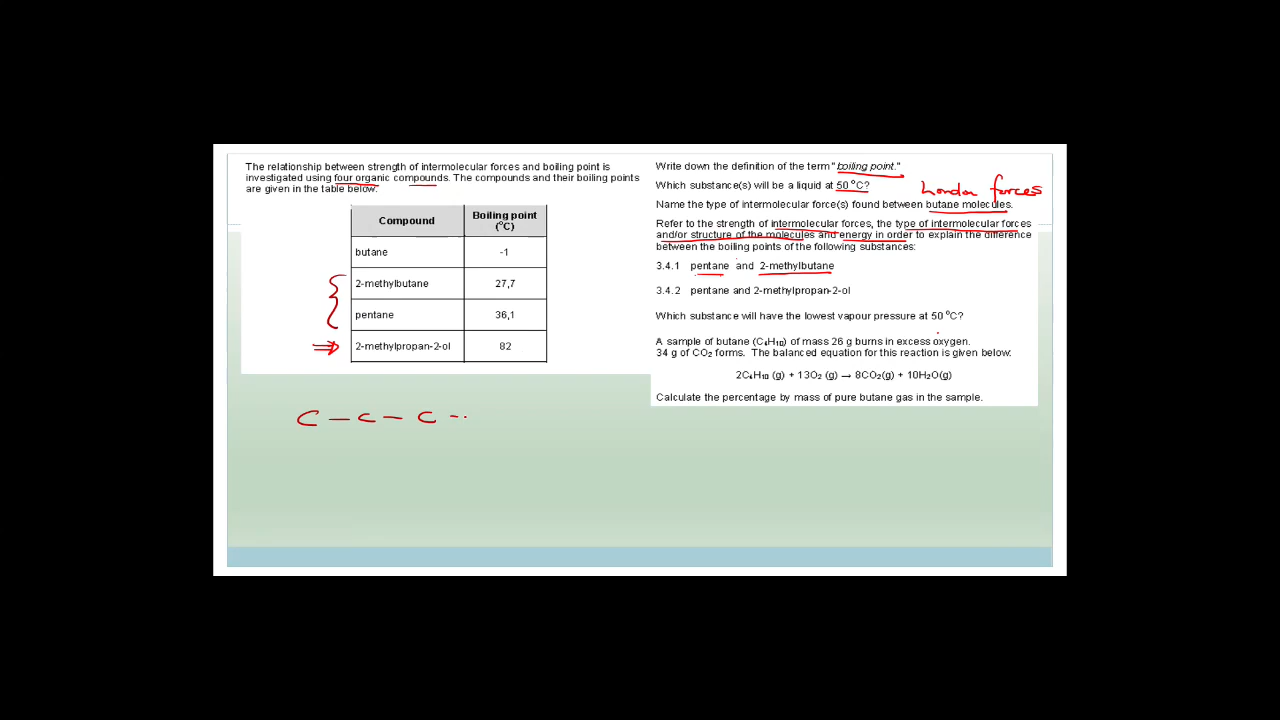 The relationship between strength of intermolecular forces and boiling point is
investigated using four organic compounds. The compounds and their boiling points
are given in the table below:
Compound Boiling point
(°C)
butane -1
2-methylbutane 27,7
pentane 36,1
2-methylpropan-2-ol 82
C - C - C -
Write down the definition of the term "boiling point."
Which substance(s) will be a liquid at 50 °C?
London forces
Name the type of intermolecular force(s) found between butane molecules.
Refer to the strength of intermolecular forces, the type of intermolecular forces
and/or structure of the molecules and energy in order to explain the difference
between the boiling points of the following substances:
3.4.1 pentane and 2-methylbutane
3.4.2 pentane and 2-methylpropan-2-ol
Which substance will have the lowest vapour pressure at 50 °C?
A sample of butane (C₄H₁₀) of mass 26 g burns in excess oxygen.
34 g of CO₂ forms. The balanced equation for this reaction is given below:
2C₄H₁₀ (g) + 13O₂ (g) → 8CO₂(g) + 10H₂O(g)
Calculate the percentage by mass of pure butane gas in the sample.